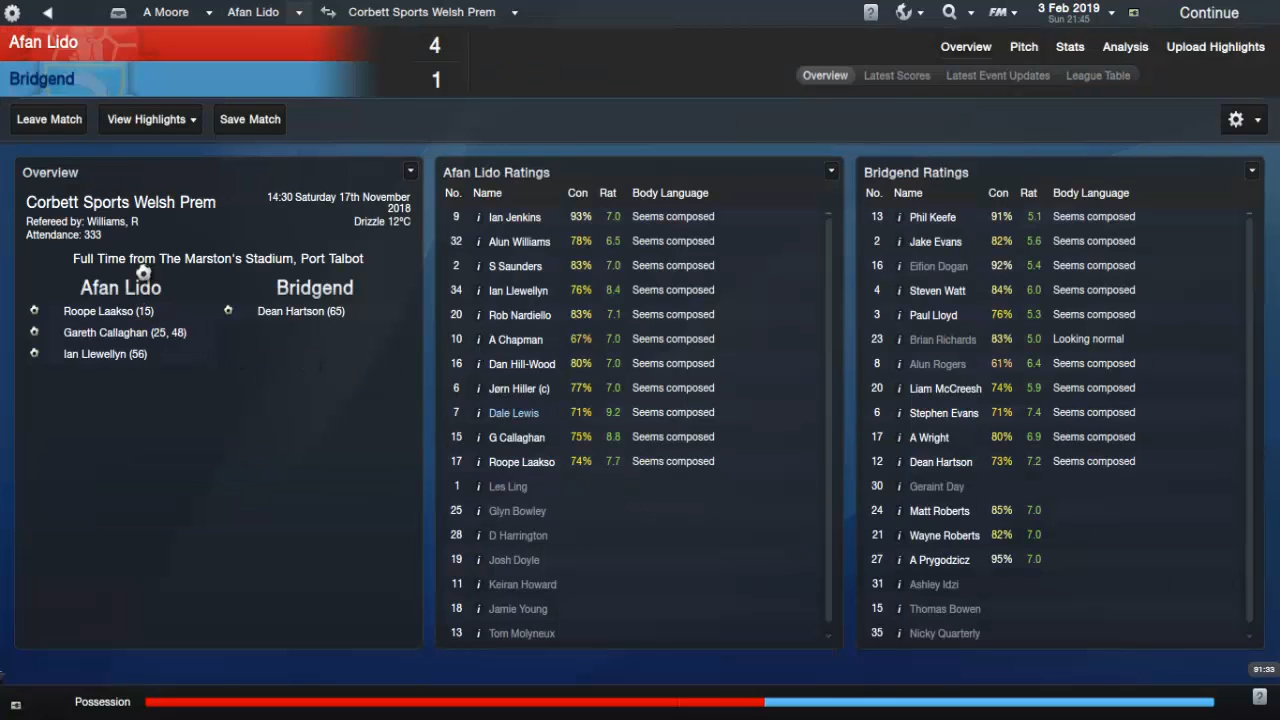 A Moore Afan Lido Corbett Sports Welsh Prem FM 3 Feb 2019 Continue
Sun 21:45
Afan Lido 4
Bridgend 1
Overview Pitch Stats Analysis Upload Highlights
Overview Latest Scores Latest Event Updates League Table
Leave Match View Highlights Save Match
Overview
Corbett Sports Welsh Prem 14:30 Saturday 17th November
2018
Refereed by: Williams, R Drizzle 12°C
Attendance: 333
Full Time from The Marston's Stadium, Port Talbot
Afan Lido Bridgend
Roope Laakso (15) Dean Hartson (65)
Gareth Callaghan (25, 48)
Ian Llewellyn (56)
Afan Lido Ratings
No. Name Con Rat Body Language
9 i Ian Jenkins 93% 7.0 Seems composed
32 i Alun Williams 78% 6.5 Seems composed
2 i S Saunders 83% 7.0 Seems composed
34 i Ian Llewellyn 76% 8.4 Seems composed
20 i Rob Nardiello 83% 7.1 Seems composed
10 i A Chapman 67% 7.0 Seems composed
16 i Dan Hill-Wood 80% 7.0 Seems composed
6 i Jørn Hiller (c) 77% 7.0 Seems composed
7 i Dale Lewis 71% 9.2 Seems composed
15 i G Callaghan 75% 8.8 Seems composed
17 i Roope Laakso 74% 7.7 Seems composed
1 i Les Ling
25 i Glyn Bowley
28 i D Harrington
19 i Josh Doyle
11 i Keiran Howard
18 i Jamie Young
13 i Tom Molyneux
Bridgend Ratings
No. Name Con Rat Body Language
13 i Phil Keefe 91% 5.1 Seems composed
2 i Jake Evans 82% 5.6 Seems composed
16 i Eifion Dogan 92% 5.4 Seems composed
4 i Steven Watt 84% 6.0 Seems composed
3 i Paul Lloyd 76% 5.3 Seems composed
23 i Brian Richards 83% 5.0 Looking normal
8 i Alun Rogers 61% 6.4 Seems composed
20 i Liam McCreesh 74% 5.9 Seems composed
6 i Stephen Evans 71% 7.4 Seems composed
17 i A Wright 80% 6.9 Seems composed
12 i Dean Hartson 73% 7.2 Seems composed
30 i Geraint Day
24 i Matt Roberts 85% 7.0
21 i Wayne Roberts 82% 7.0
27 i A Prygodzicz 95% 7.0
31 i Ashley Idzi
15 i Thomas Bowen
35 i Nicky Quarterly
91:33
Possession